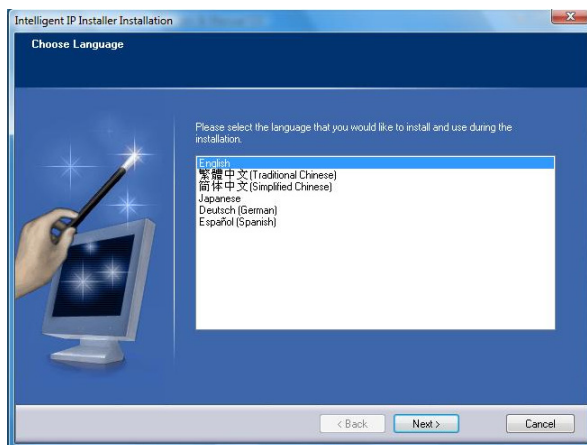 Intelligent IP Installer Installation
Choose Language
Please select the language that you would like to install and use during the
installation.
English
繁體中文(Traditional Chinese)
简体中文(Simplified Chinese)
Japanese
Deutsch (German)
Español (Spanish)
< Back
Next >
Cancel